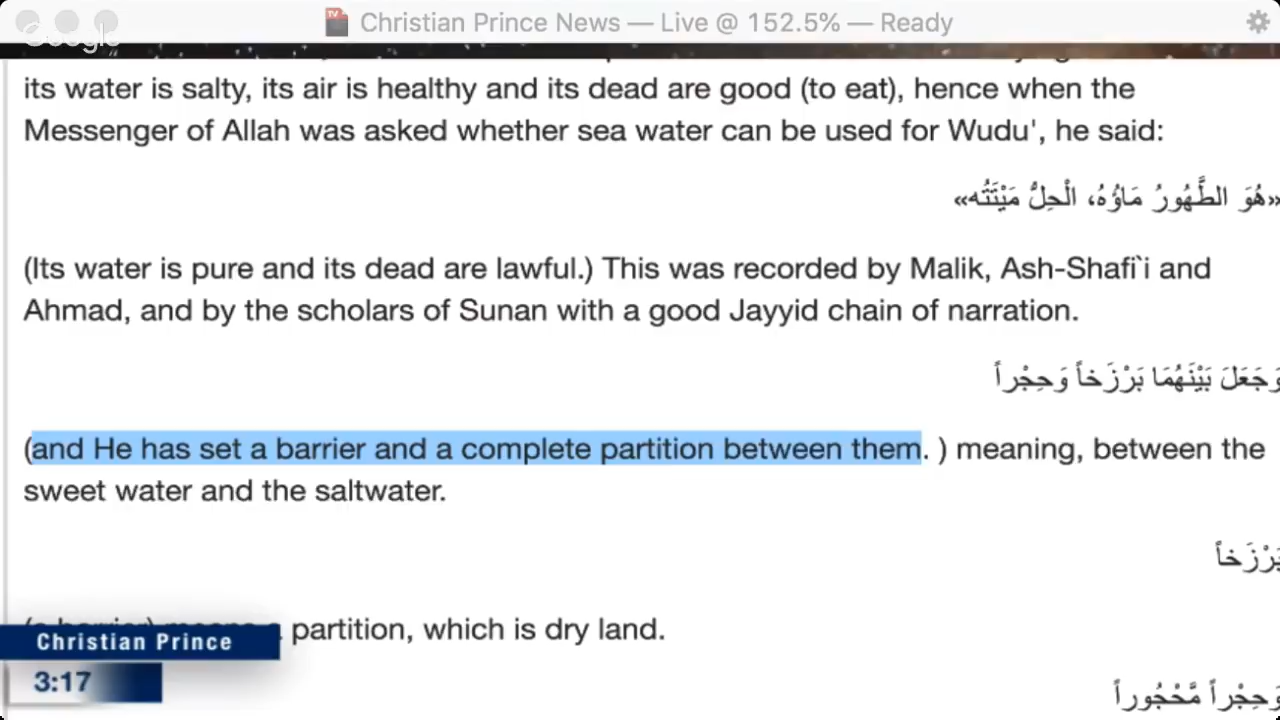 Christian Prince News — Live @ 152.5% — Ready
Google
its water is salty, its air is healthy and its dead are good (to eat), hence when the
Messenger of Allah was asked whether sea water can be used for Wudu', he said:
«هُوَ الطَّهُورُ مَاؤُهُ، الْحِلُّ مَيْتَتُه»
(Its water is pure and its dead are lawful.) This was recorded by Malik, Ash-Shafi`i and
Ahmad, and by the scholars of Sunan with a good Jayyid chain of narration.
وَجَعَلَ بَيْنَهُمَا بَرْزَخاً وَحِجْراً
(and He has set a barrier and a complete partition between them. ) meaning, between the
sweet water and the saltwater.
بَرْزَخاً
partition, which is dry land.
Christian Prince
3:17
وَحِجْراً مَّحْجُوراً